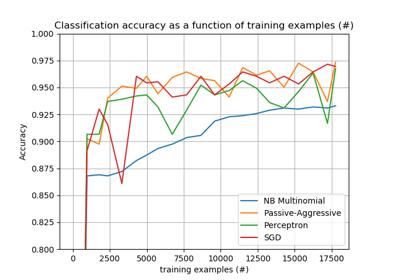 Classification accuracy as a function of training examples (#)
1.000
0.975
0.950
0.925
0.900
0.875
0.850
0.825
0.800
Accuracy
NB Multinomial
Passive-Aggressive
Perceptron
SGD
0 2500 5000 7500 10000 12500 15000 17500
training examples (#)